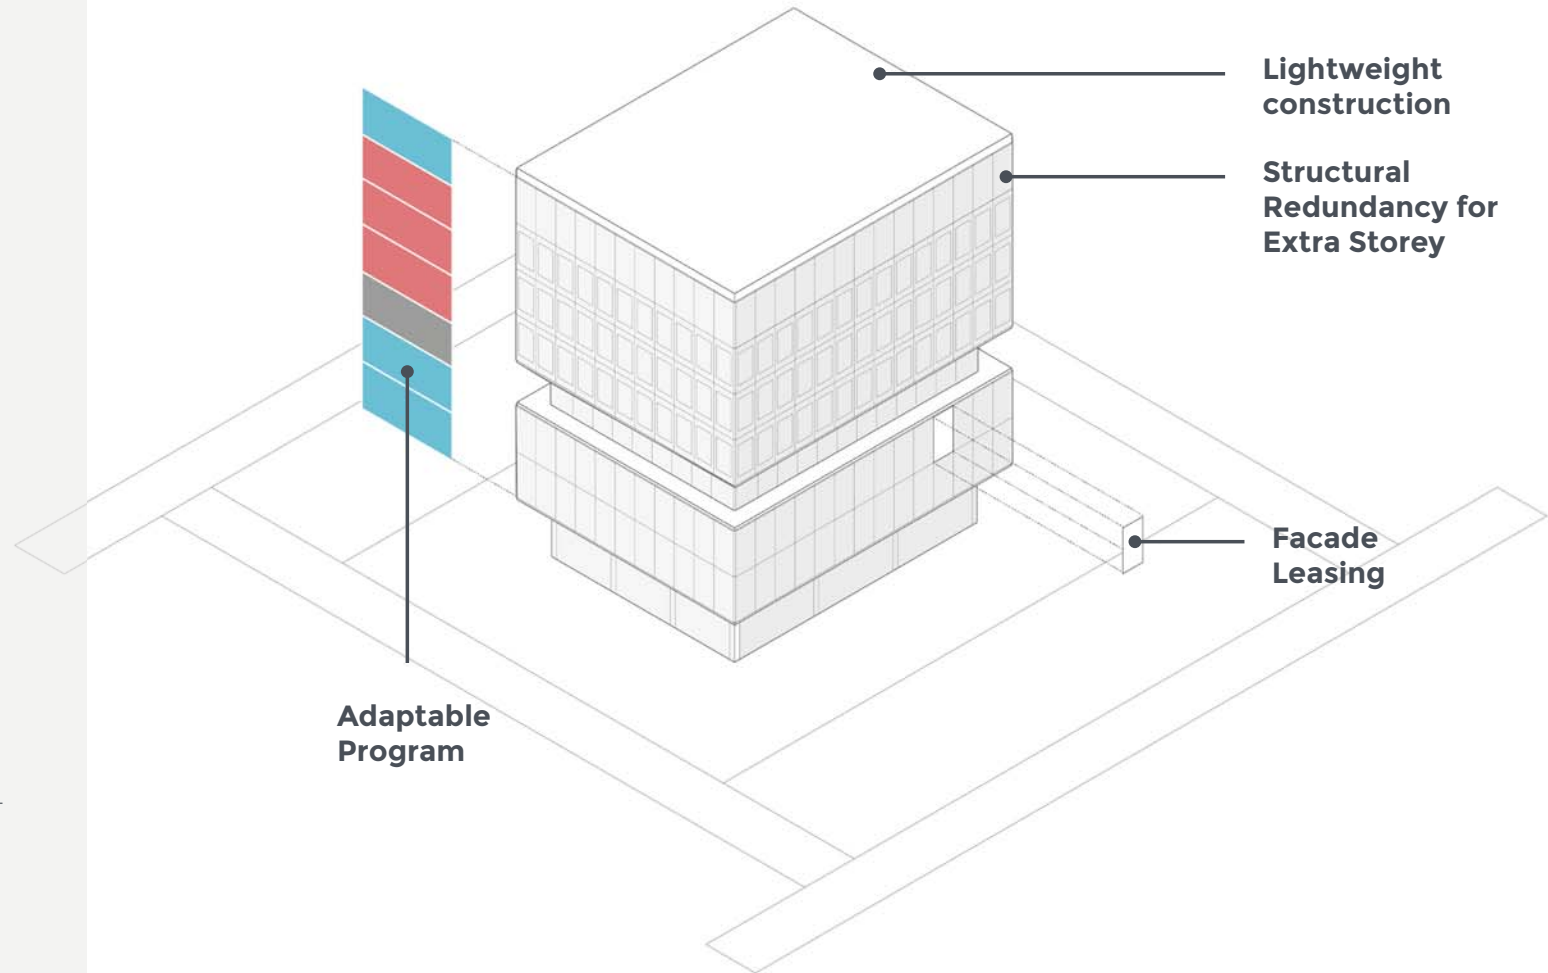 Lightweight
construction
Structural
Redundancy for
Extra Storey
Facade
Leasing
Adaptable
Program